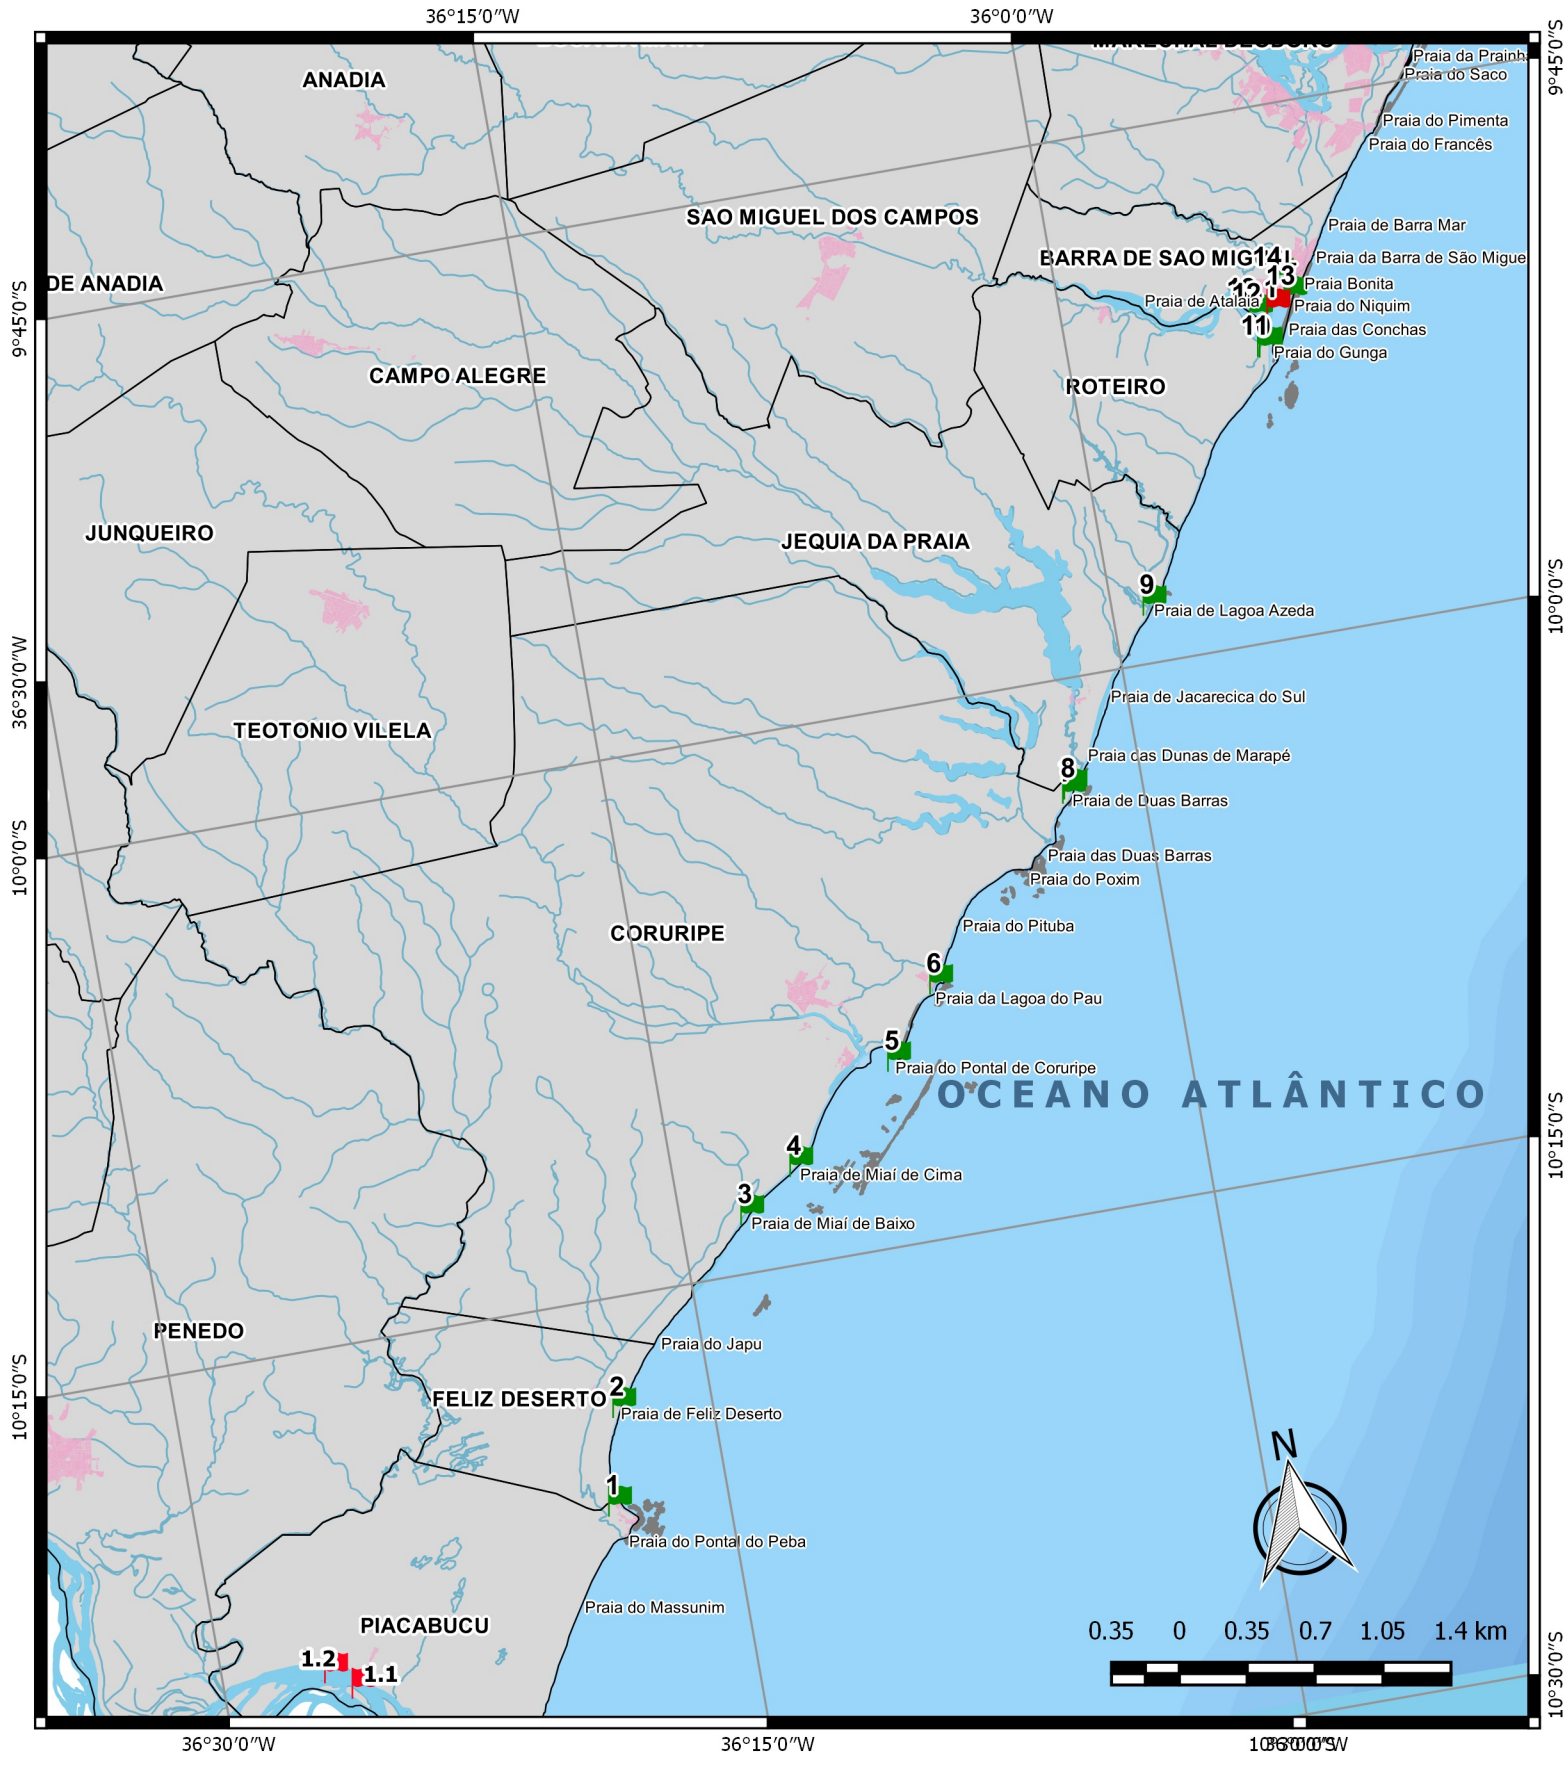 36°15'0''W
36°0'0''W
9°45'0''S
MARECHAL DEODORO
Praia da Prainha
Praia do Saco
ANADIA
Praia do Pimenta
Praia do Francês
SAO MIGUEL DOS CAMPOS
Praia de Barra Mar
BARRA DE SAO MIGUEL
14
Praia da Barra de São Migue
13
DE ANADIA
Praia Bonita
12
Praia de Atalaia
Praia do Niquim
9°45'0''S
11
Praia das Conchas
Praia do Gunga
CAMPO ALEGRE
ROTEIRO
JUNQUEIRO
JEQUIA DA PRAIA
9
Praia de Lagoa Azeda
10°0'0''S
36°30'0''W
Praia de Jacarecica do Sul
TEOTONIO VILELA
Praia das Dunas de Marapé
8
Praia de Duas Barras
Praia das Duas Barras
10°0'0''S
Praia do Poxim
Praia do Pituba
CORURIPE
6
Praia da Lagoa do Pau
5
Praia do Pontal de Coruripe
OCEANO ATLÂNTICO
10°15'0''S
4
Praia de Miaí de Cima
3
Praia de Miaí de Baixo
PENEDO
Praia do Japu
10°15'0''S
2
FELIZ DESERTO
Praia de Feliz Deserto
N
1
Praia do Pontal do Peba
Praia do Massunim
PIACABUCU
0.35 0 0.35 0.7 1.05 1.4 km
1.2
1.1
10°30'0''S
36°30'0''W
36°15'0''W